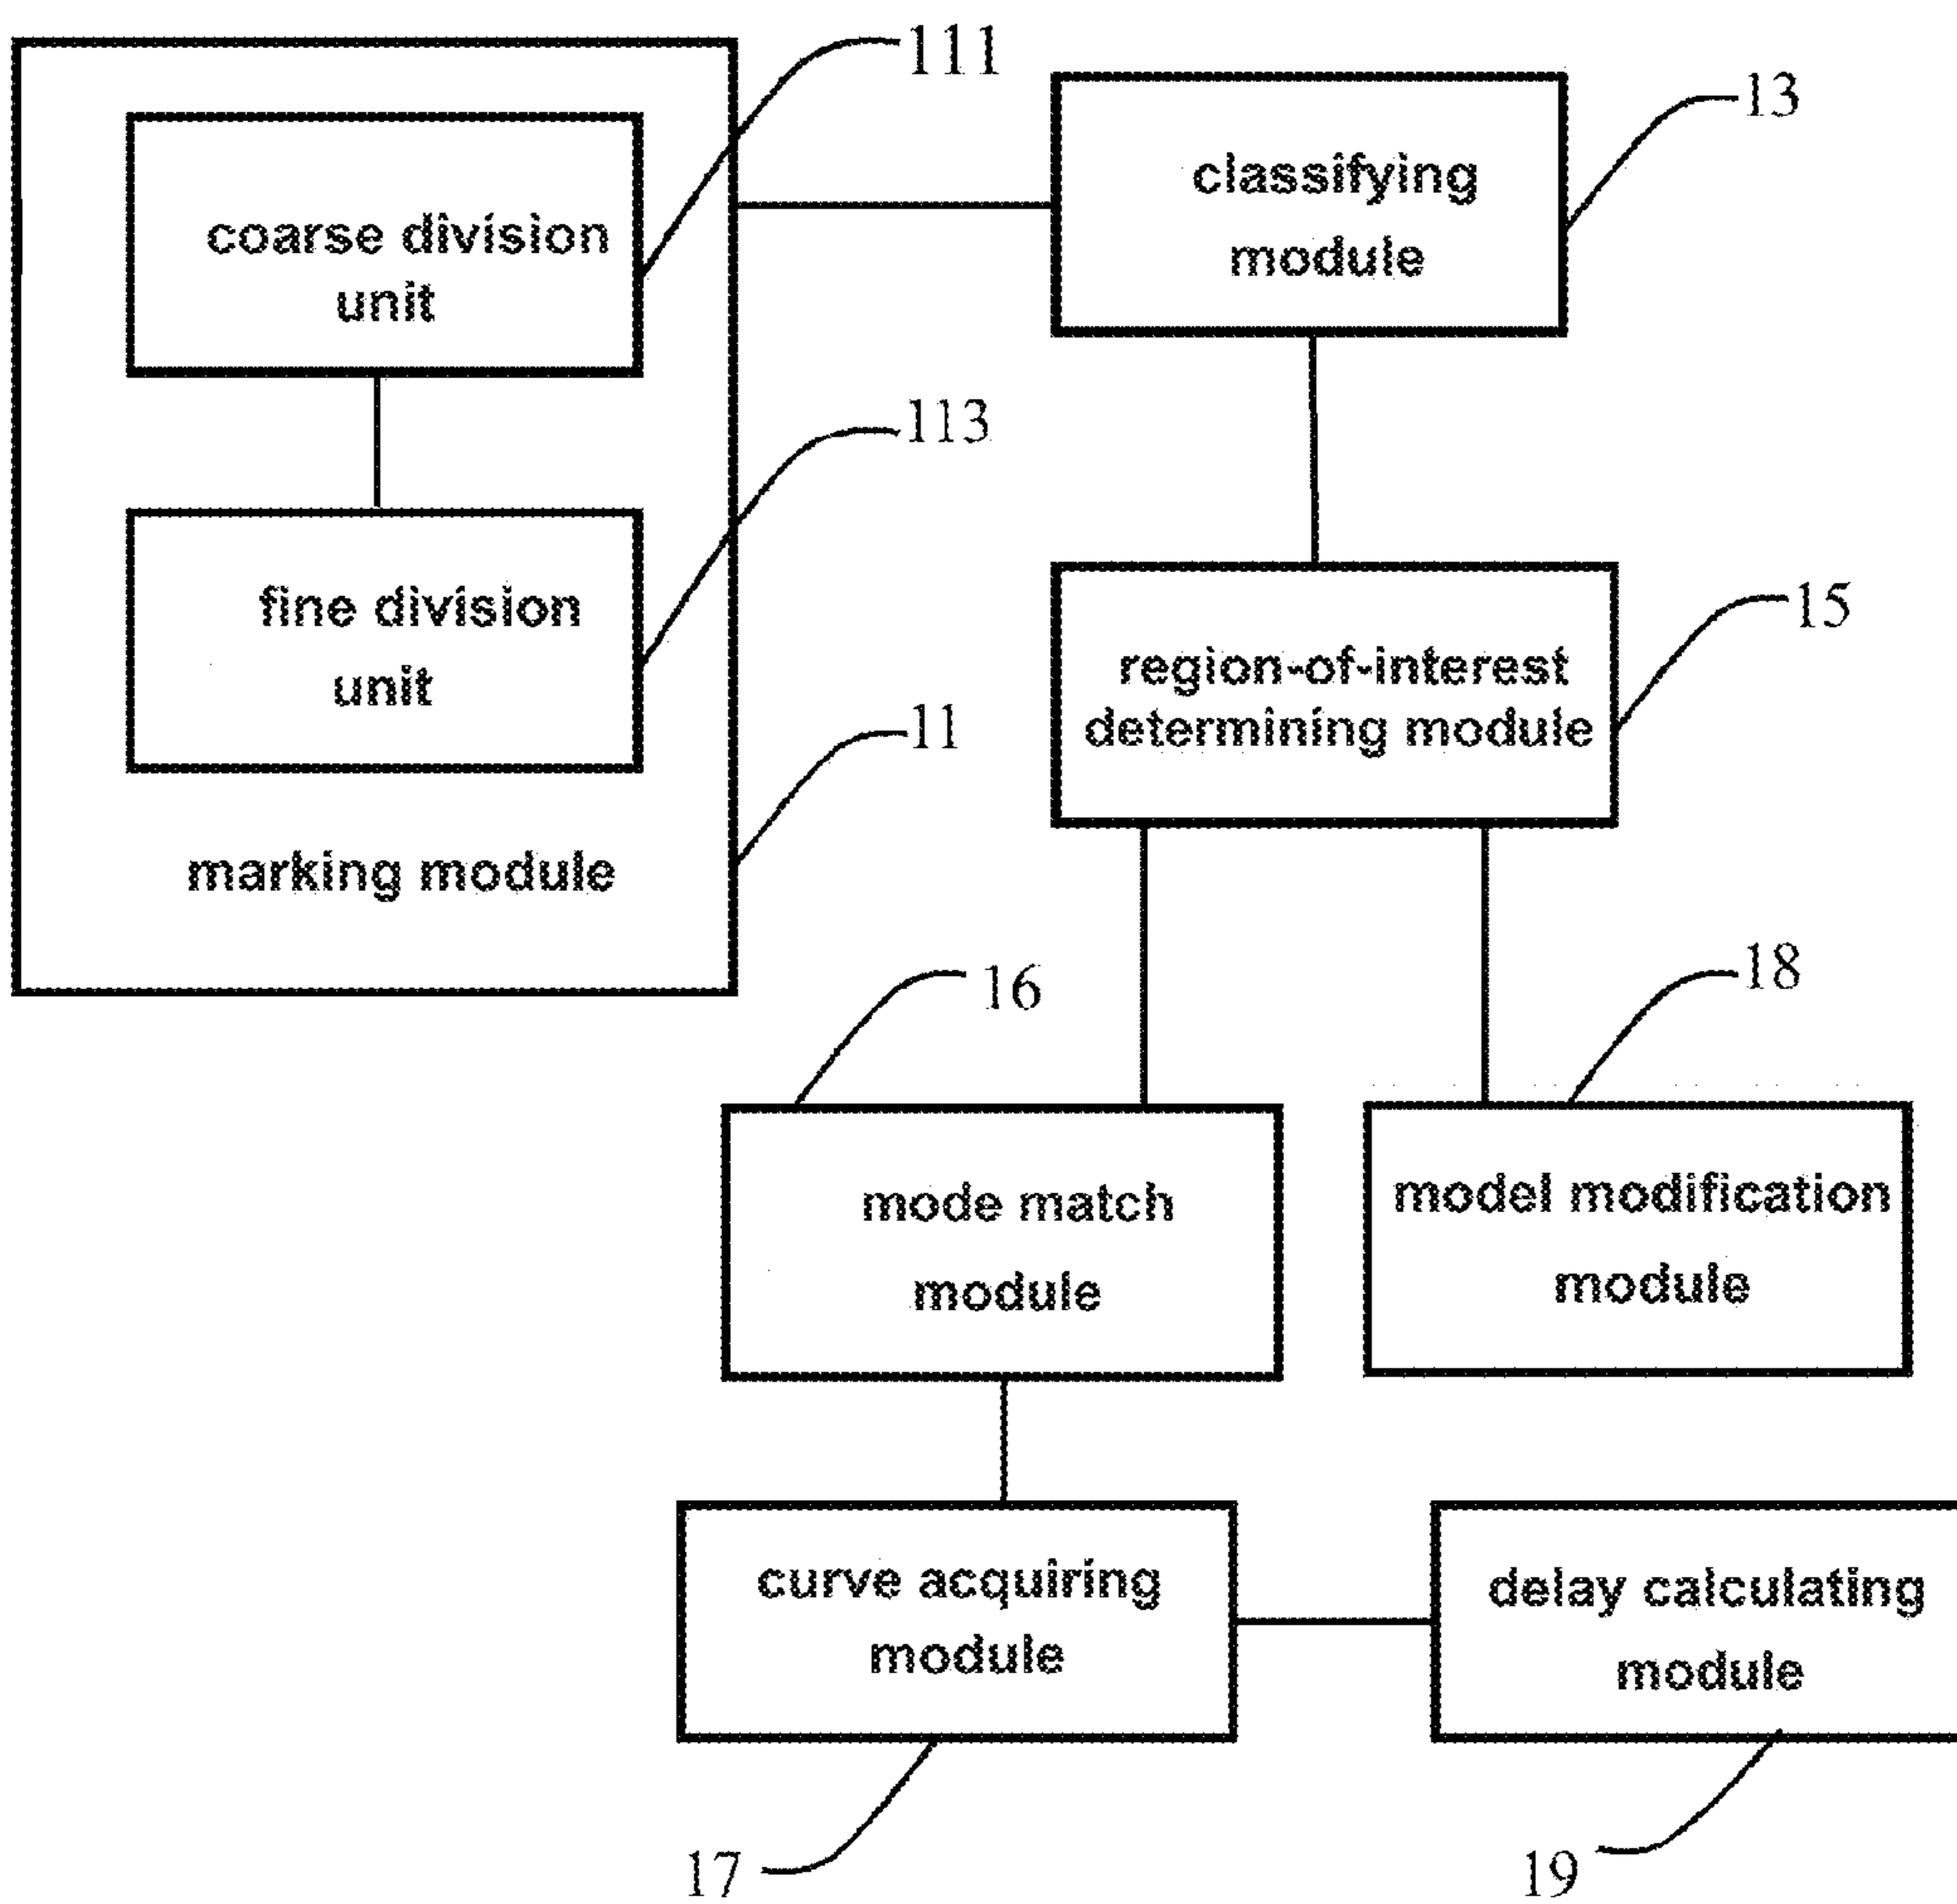 111
13
classifying
module
coarse division
unit
113
fine division
unit
15
region-of-interest
determining module
11
marking module
16
18
mode match
module
model modification
module
curve acquiring
module
delay calculating
module
17
19